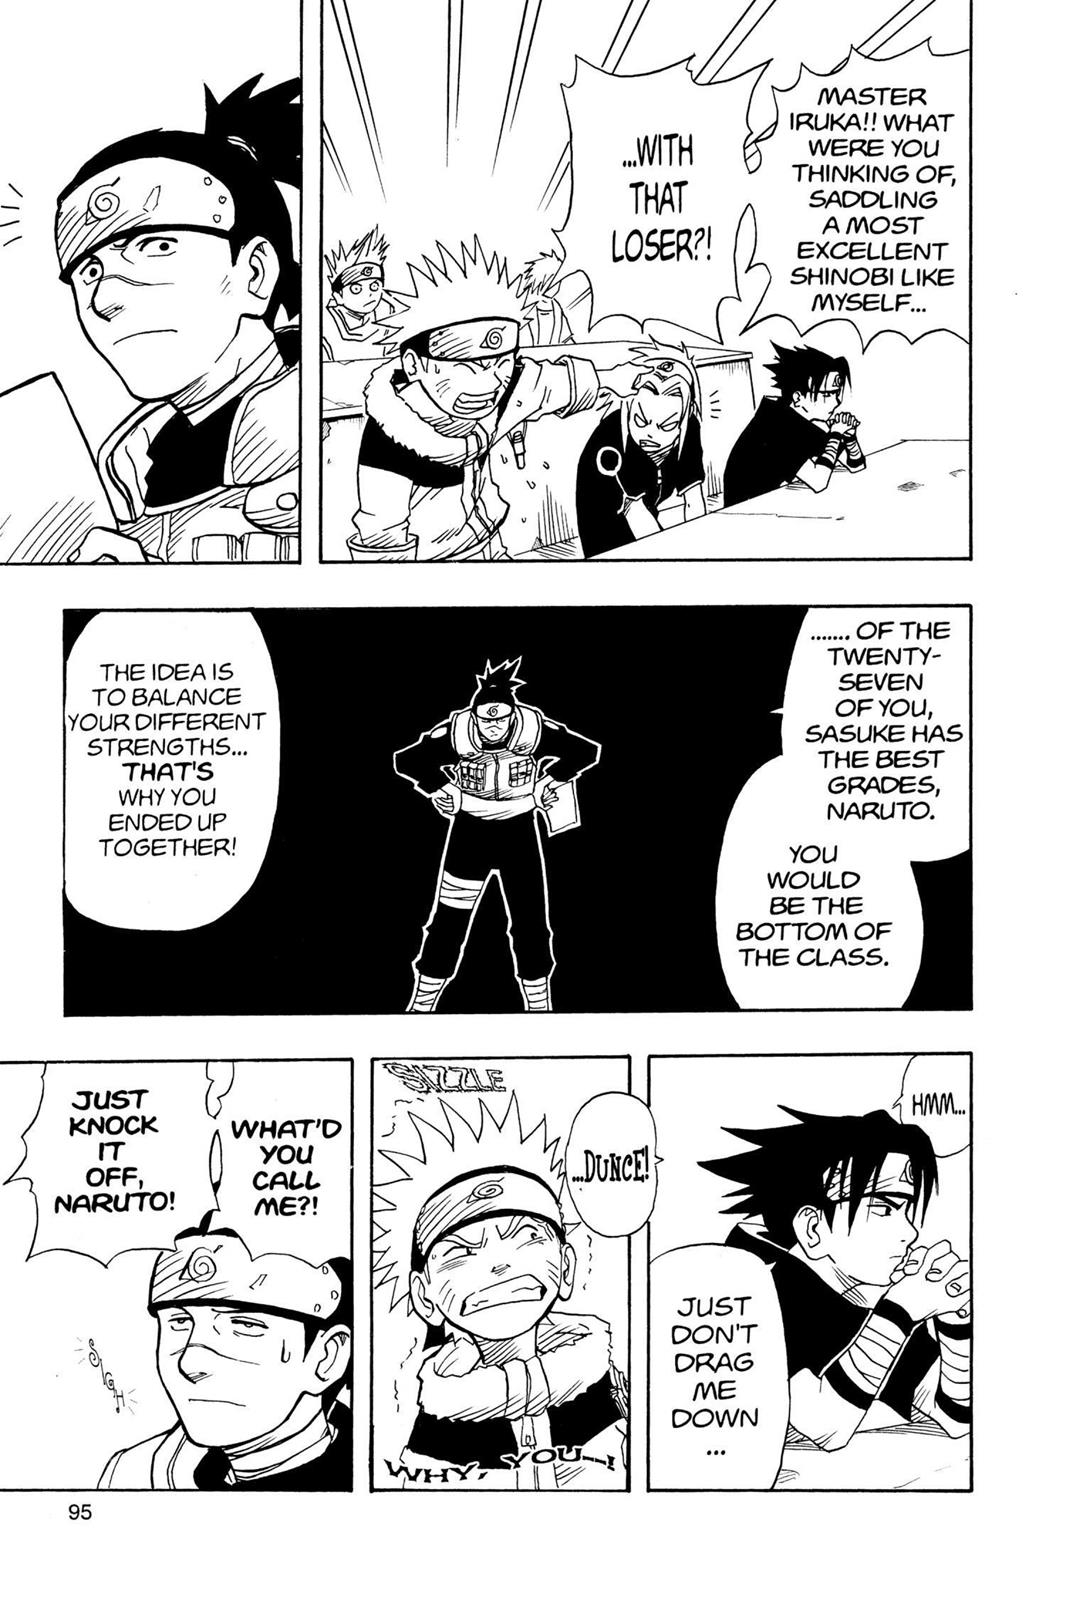 MASTER
IRUKA!! WHAT
WERE YOU
THINKING OF,
SADDLING
A MOST
EXCELLENT
SHINOBI LIKE
MYSELF...
...WITH
THAT
LOSER?!
....... OF THE
TWENTY-
SEVEN
OF YOU,
SASUKE HAS
THE BEST
GRADES,
NARUTO.
YOU
WOULD
BE THE
BOTTOM OF
THE CLASS.
THE IDEA IS
TO BALANCE
YOUR DIFFERENT
STRENGTHS...
THAT'S
WHY YOU
ENDED UP
TOGETHER!
HMM...
JUST
DON'T
DRAG
ME
DOWN
...
...DUNCE!
SIZZLE
WHY, YOU--!
WHAT'D
YOU
CALL
ME?!
JUST
KNOCK
IT
OFF,
NARUTO!
SIGH
95